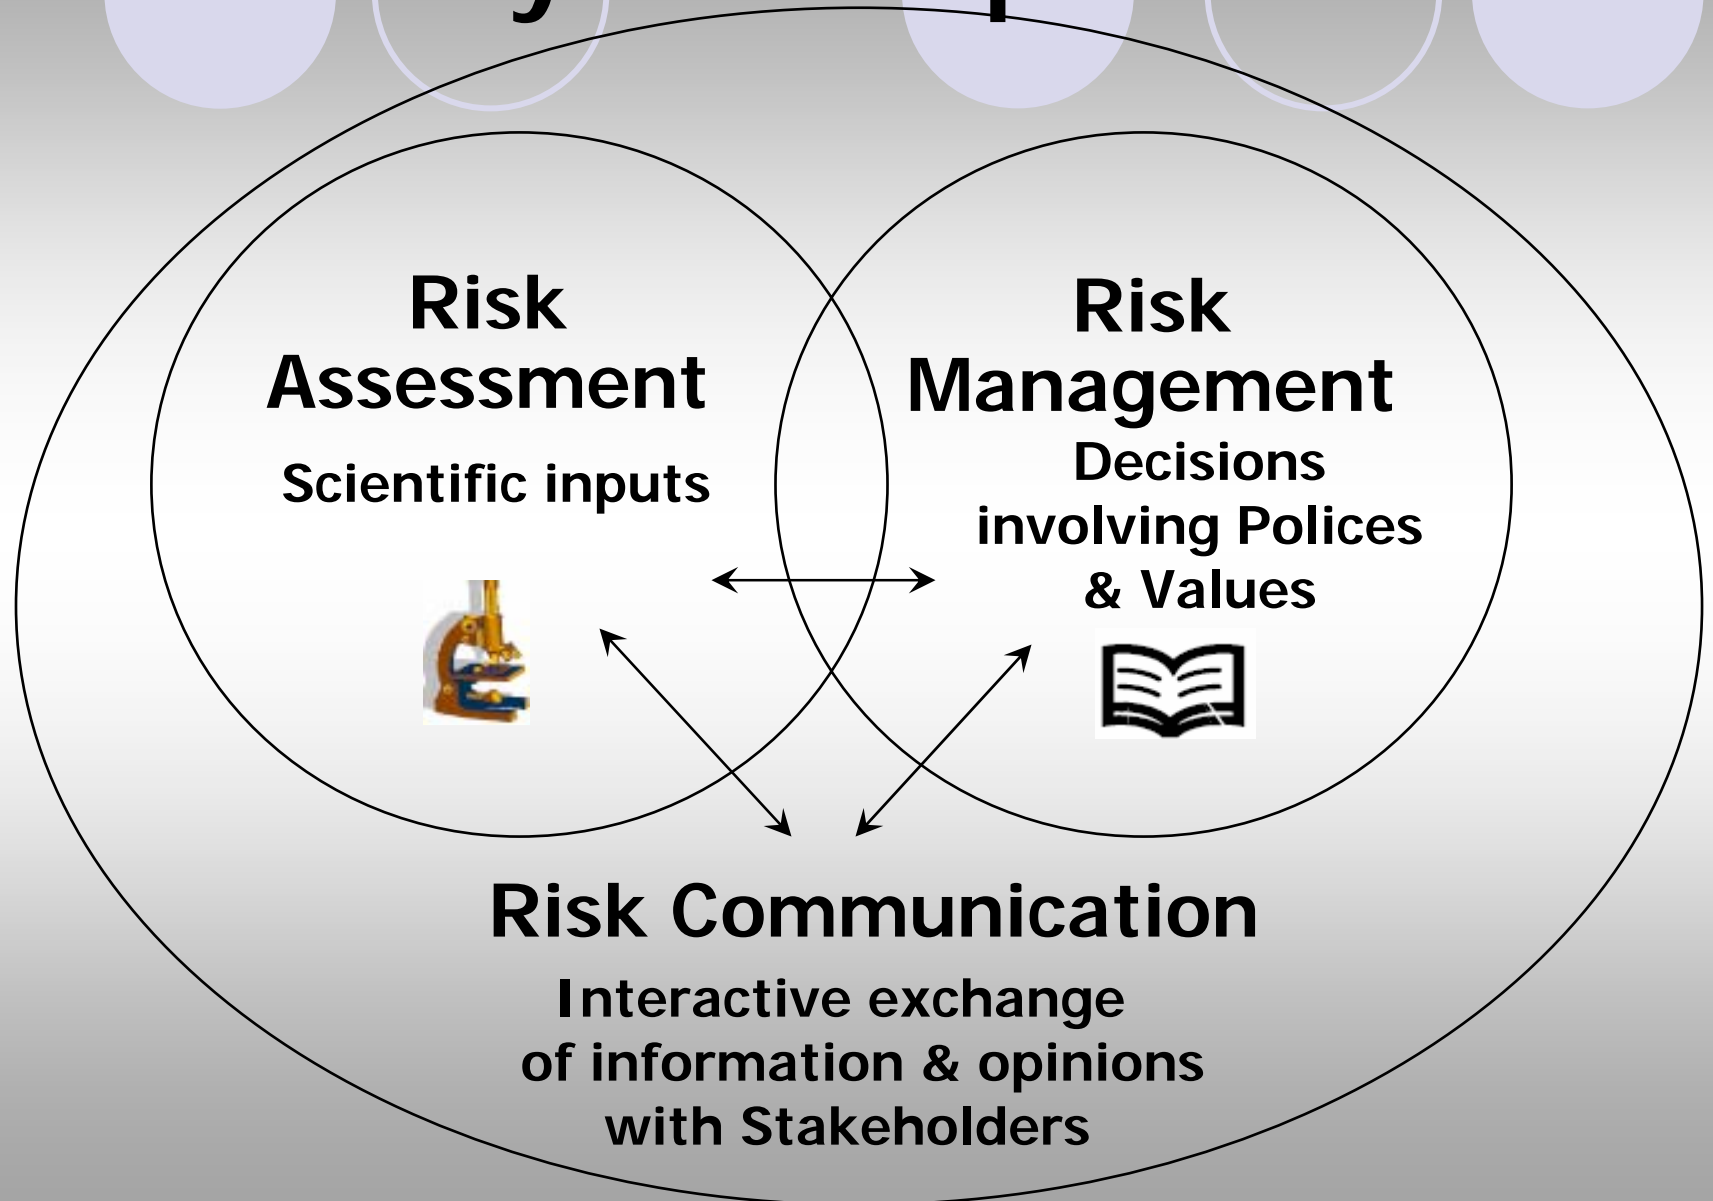 Risk
Assessment
Scientific inputs
Risk
Management
Decisions
involving Polices
& Values
Risk Communication
Interactive exchange
of information & opinions
with Stakeholders